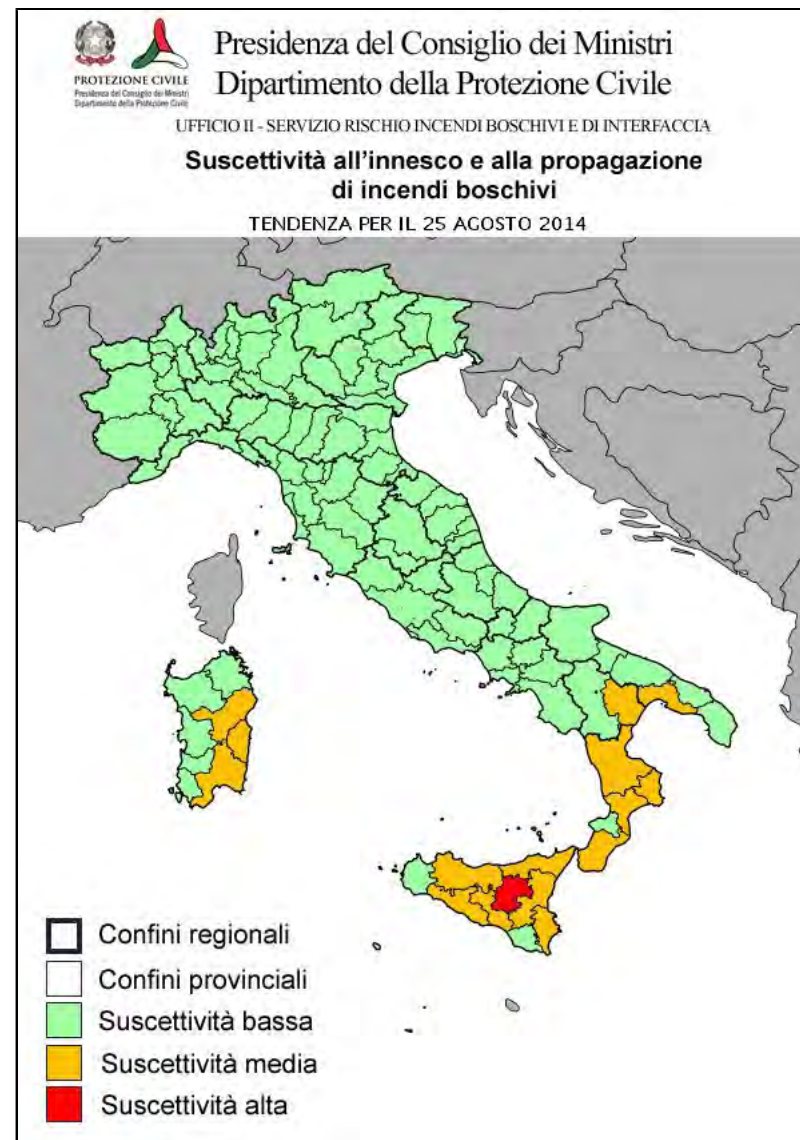 Presidenza del Consiglio dei Ministri
Dipartimento della Protezione Civile
PROTEZIONE CIVILE
Presidenza del Consiglio dei Ministri
Dipartimento della Protezione Civile
UFFICIO II - SERVIZIO RISCHIO INCENDI BOSCHIVI E DI INTERFACCIA
Suscettività all'innesco e alla propagazione
di incendi boschivi
TENDENZA PER IL 25 AGOSTO 2014
Confini regionali
Confini provinciali
Suscettività bassa
Suscettività media
Suscettività alta